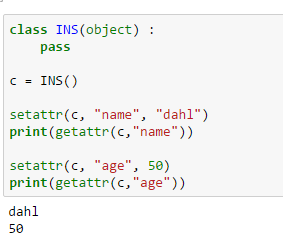 class INS(object) :
    pass
c = INS()
setattr(c, "name", "dahl")
print(getattr(c,"name"))
setattr(c, "age", 50)
print(getattr(c,"age"))
dahl
50